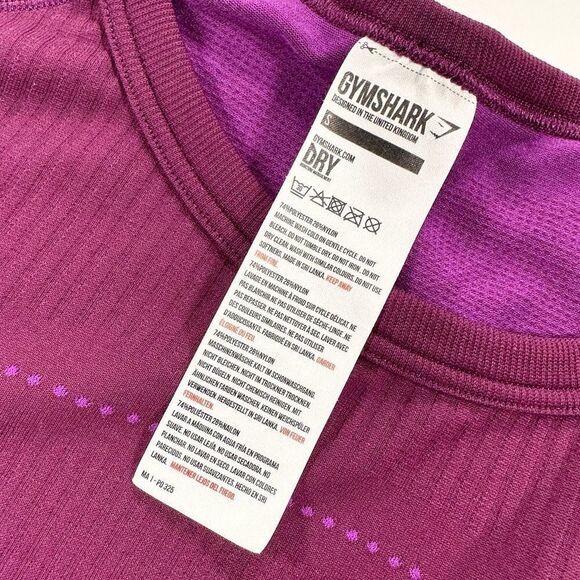 GYMSHARK
DESIGNED IN THE UNITED KINGDOM
S
GYMSHARK.COM
DRY
74%POLYESTER 26%NYLON
MACHINE WASH COLD ON GENTLE CYCLE. DO NOT
BLEACH. DO NOT TUMBLE DRY. DO NOT IRON . DO NOT
DRY CLEAN. WASH WITH SIMILAR COLOURS. DO NOT USE
SOFTNERS. MADE IN SRI LANKA. KEEP AWAY
FROM FIRE.
74%POLYESTER 26%NYLON
LAVAGE EN MACHINE À FROID SUR CYCLE DÉLICAT. NE
PAS BLANCHIR NE PAS UTILISER DE SÈCHE-LINGE. NE
PAS REPASSER. NE PAS NETTOYER À SEC. LAVER AVEC
DES COULEURS SIMILAIRES. NE PAS UTILISER
D'ADOUCISSANTS. FABRIQUÉ EN SRI LANKA. GARDER
ÉLOIGNÉ DU FEU.
74%POLYESTER 26%NYLON
MASCHINENWÄSCHE KALT IM SCHONWASCHGANG.
NICHT BLEICHEN. NICHT IM TROCKNER TROCKNEN.
NICHT BÜGELN. NICHT CHEMISCH REINIGEN. MIT
ÄHNLICHEN FARBEN WASCHEN. KEINEN WEICHSPÜLER
VERWENDEN. HERGESTELLT IN SRI LANKA. VON FEUER
FERNHALTEN.
74%POLIÉSTER 26%NAILON
LAVAR A MÁQUINA CON AGUA FRÍA EN PROGRAMA
SUAVE. NO USAR LEJÍA. NO USAR SECADORA. NO
PLANCHAR. NO LAVAR EN SECO. LAVAR CON COLORES
PARECIDOS. NO USAR SUAVIZANTES. HECHO EN SRI
LANKA. MANTENER LEJOS DEL FUEGO.
MA 1 - PO 325